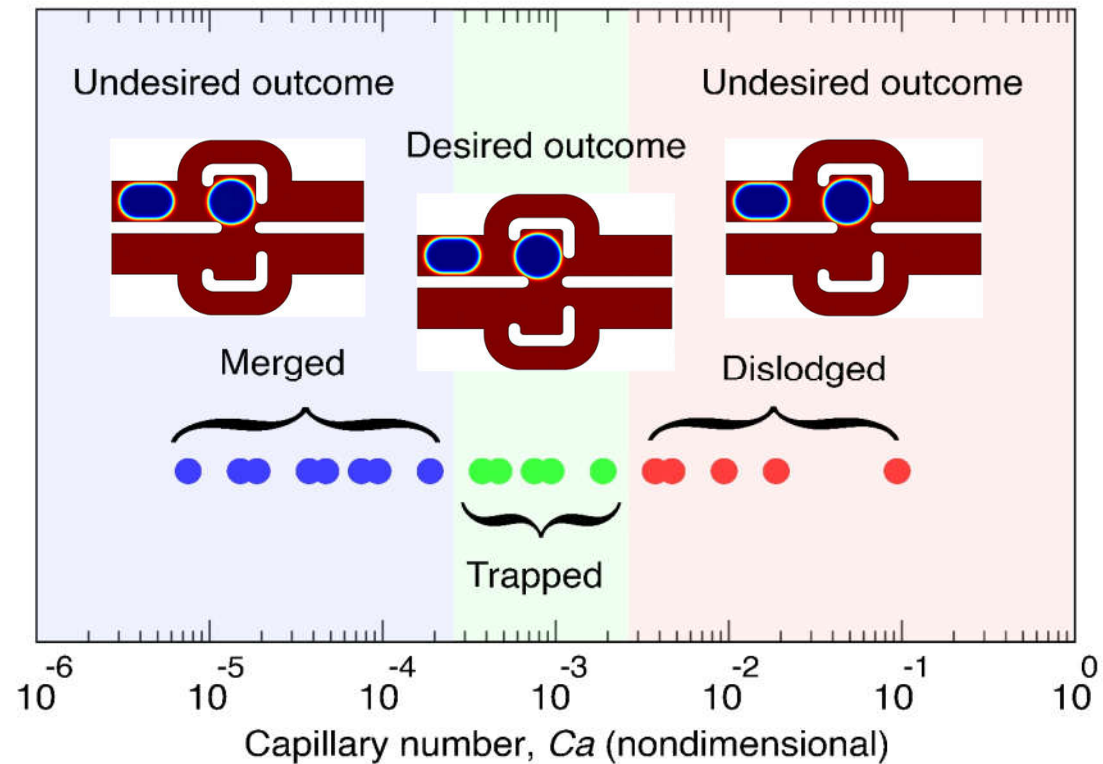 Undesired outcome
Undesired outcome
Desired outcome
Merged
Dislodged
Trapped
10^-6 10^-5 10^-4 10^-3 10^-2 10^-1 10^0
Capillary number, Ca (nondimensional)